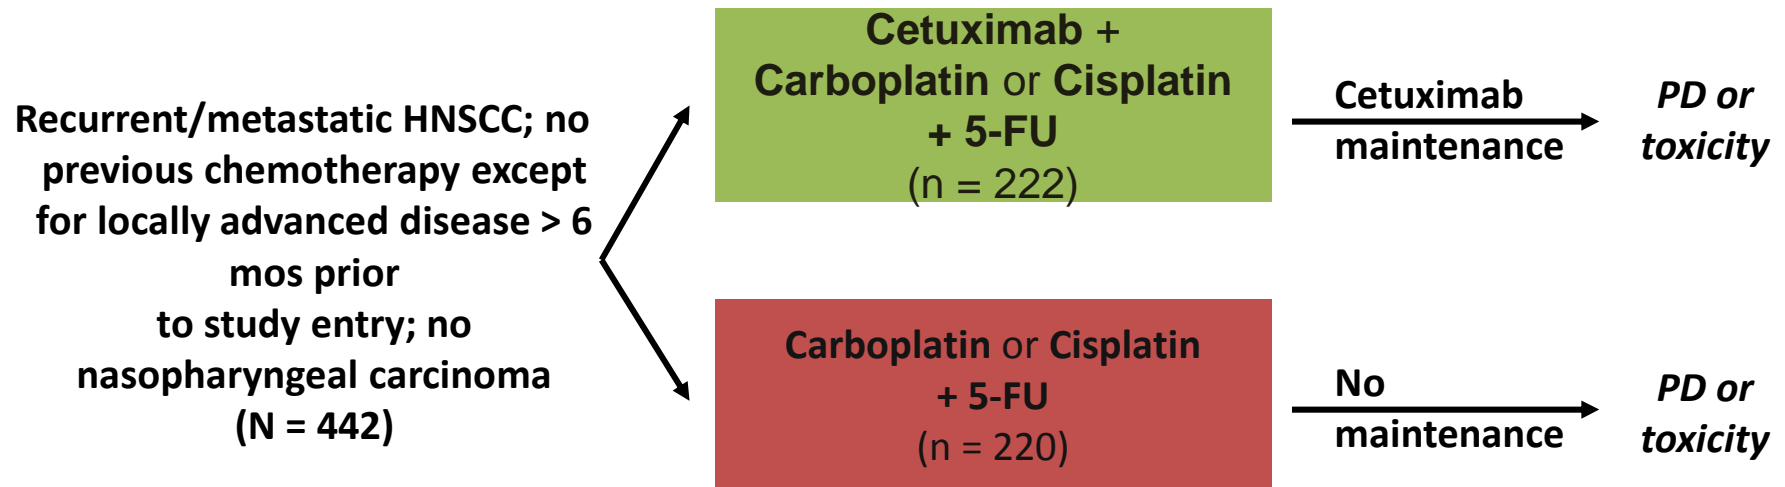 Recurrent/metastatic HNSCC; no
previous chemotherapy except
for locally advanced disease > 6
mos prior
to study entry; no
nasopharyngeal carcinoma
(N = 442)
Cetuximab +
Carboplatin or Cisplatin
+ 5-FU
(n = 222)
Cetuximab
maintenance
PD or
toxicity
Carboplatin or Cisplatin
+ 5-FU
(n = 220)
No
maintenance
PD or
toxicity